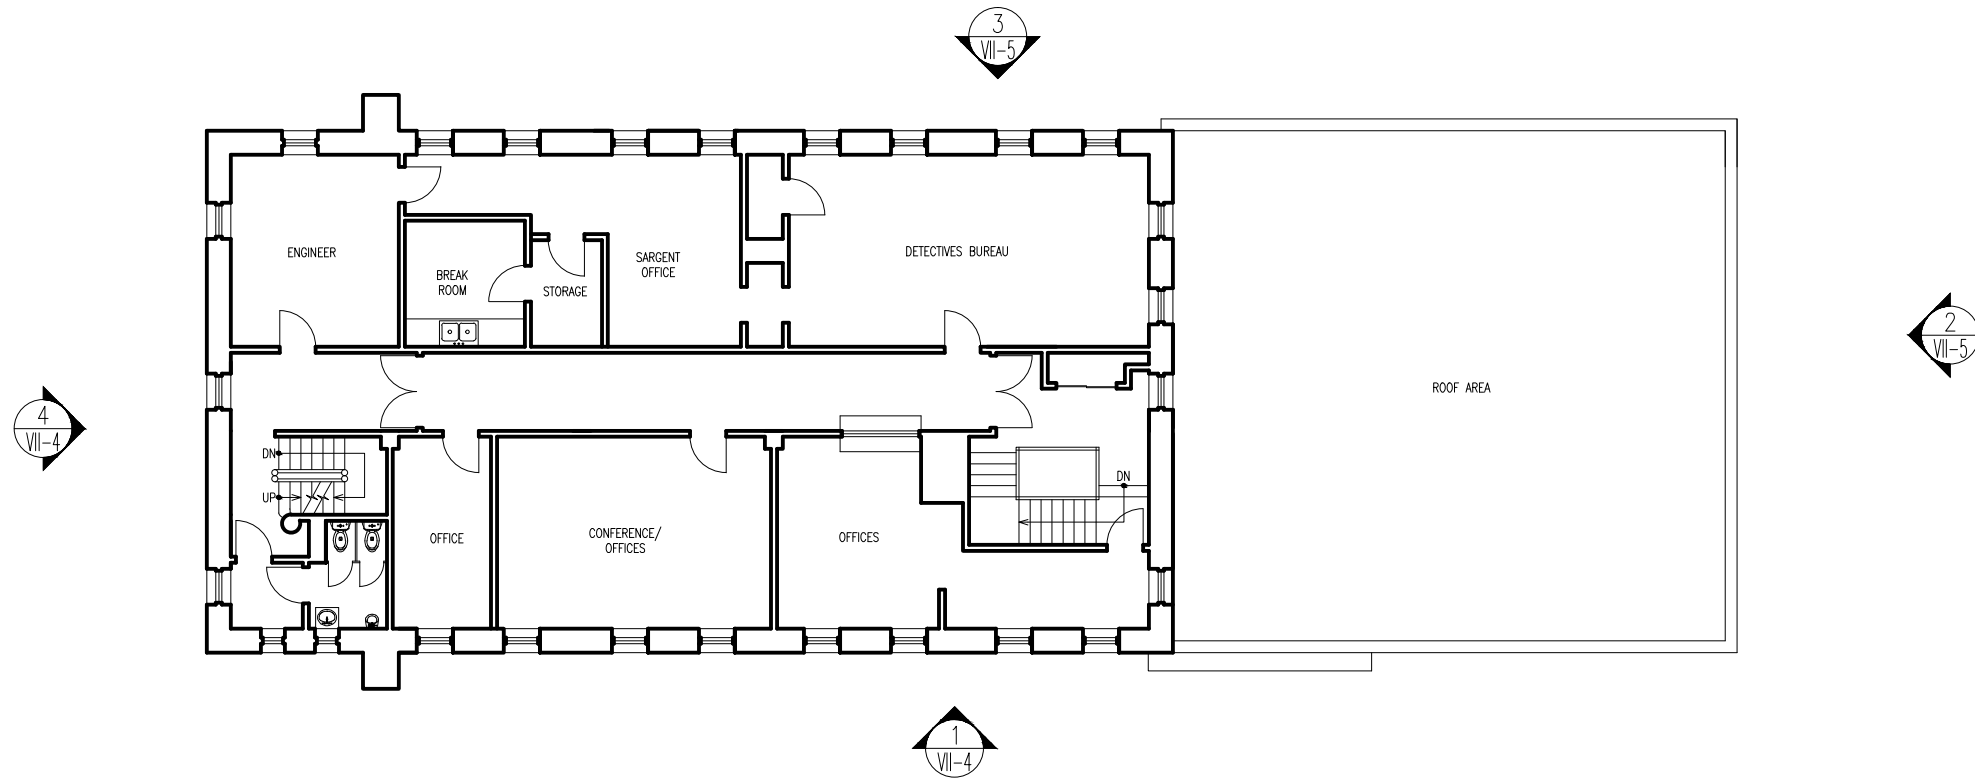 3
VII-5
ENGINEER
BREAK
ROOM
STORAGE
SARGENT
OFFICE
DETECTIVES BUREAU
2
VII-5
ROOF AREA
4
VII-4
DN
UP
DN
OFFICE
CONFERENCE/
OFFICES
OFFICES
1
VII-4